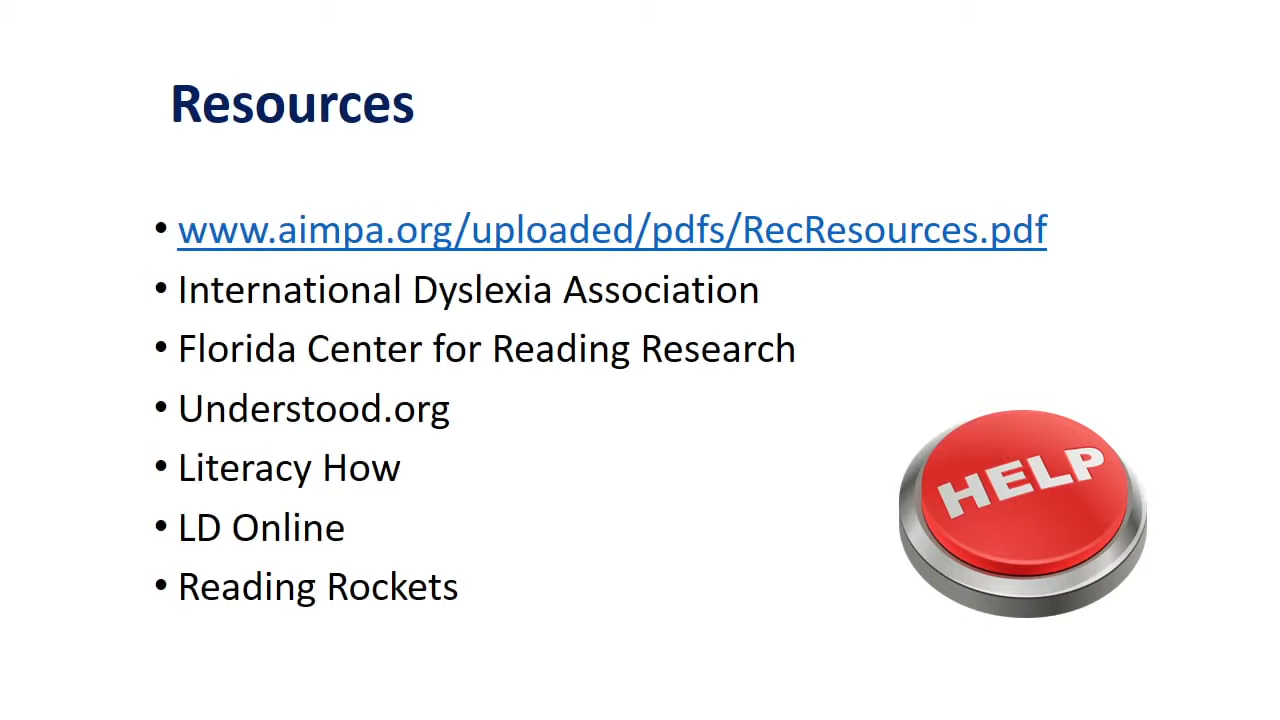 Resources
• www.aimpa.org/uploaded/pdfs/RecResources.pdf
• International Dyslexia Association
• Florida Center for Reading Research
• Understood.org
• Literacy How
• LD Online
• Reading Rockets
HELP